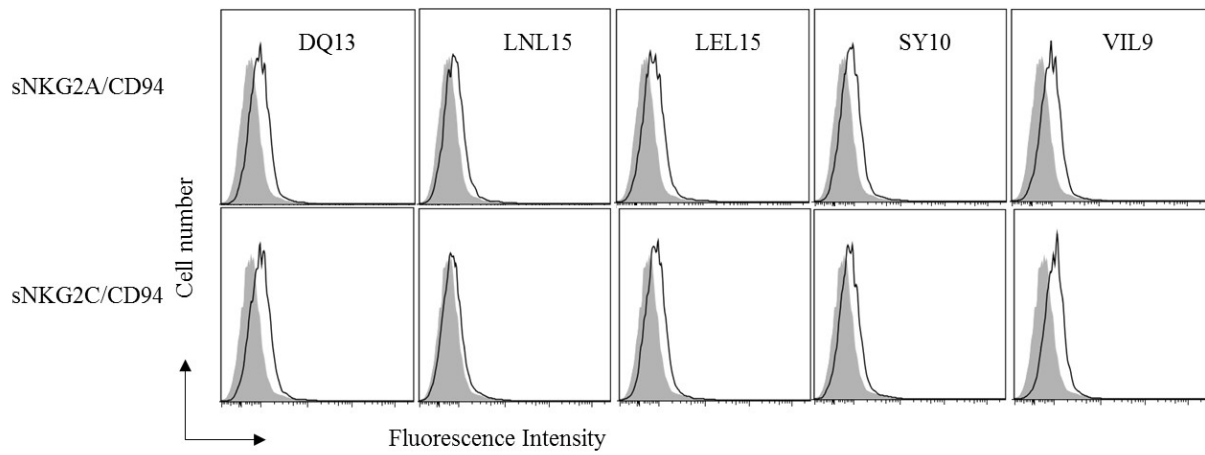 DQ13
LNL15
LEL15
SY10
VIL9
sNKG2A/CD94
sNKG2C/CD94
Cell number
Fluorescence Intensity